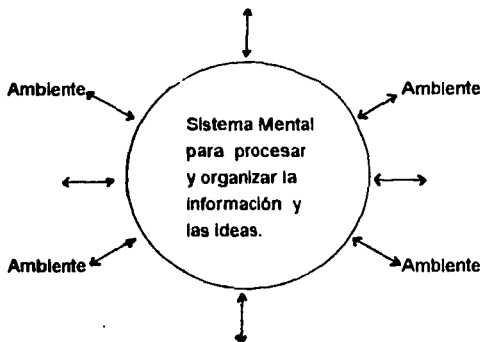 Ambiente
Ambiente
Sistema Mental
para procesar
y organizar la
información y
las ideas.
Ambiente
Ambiente